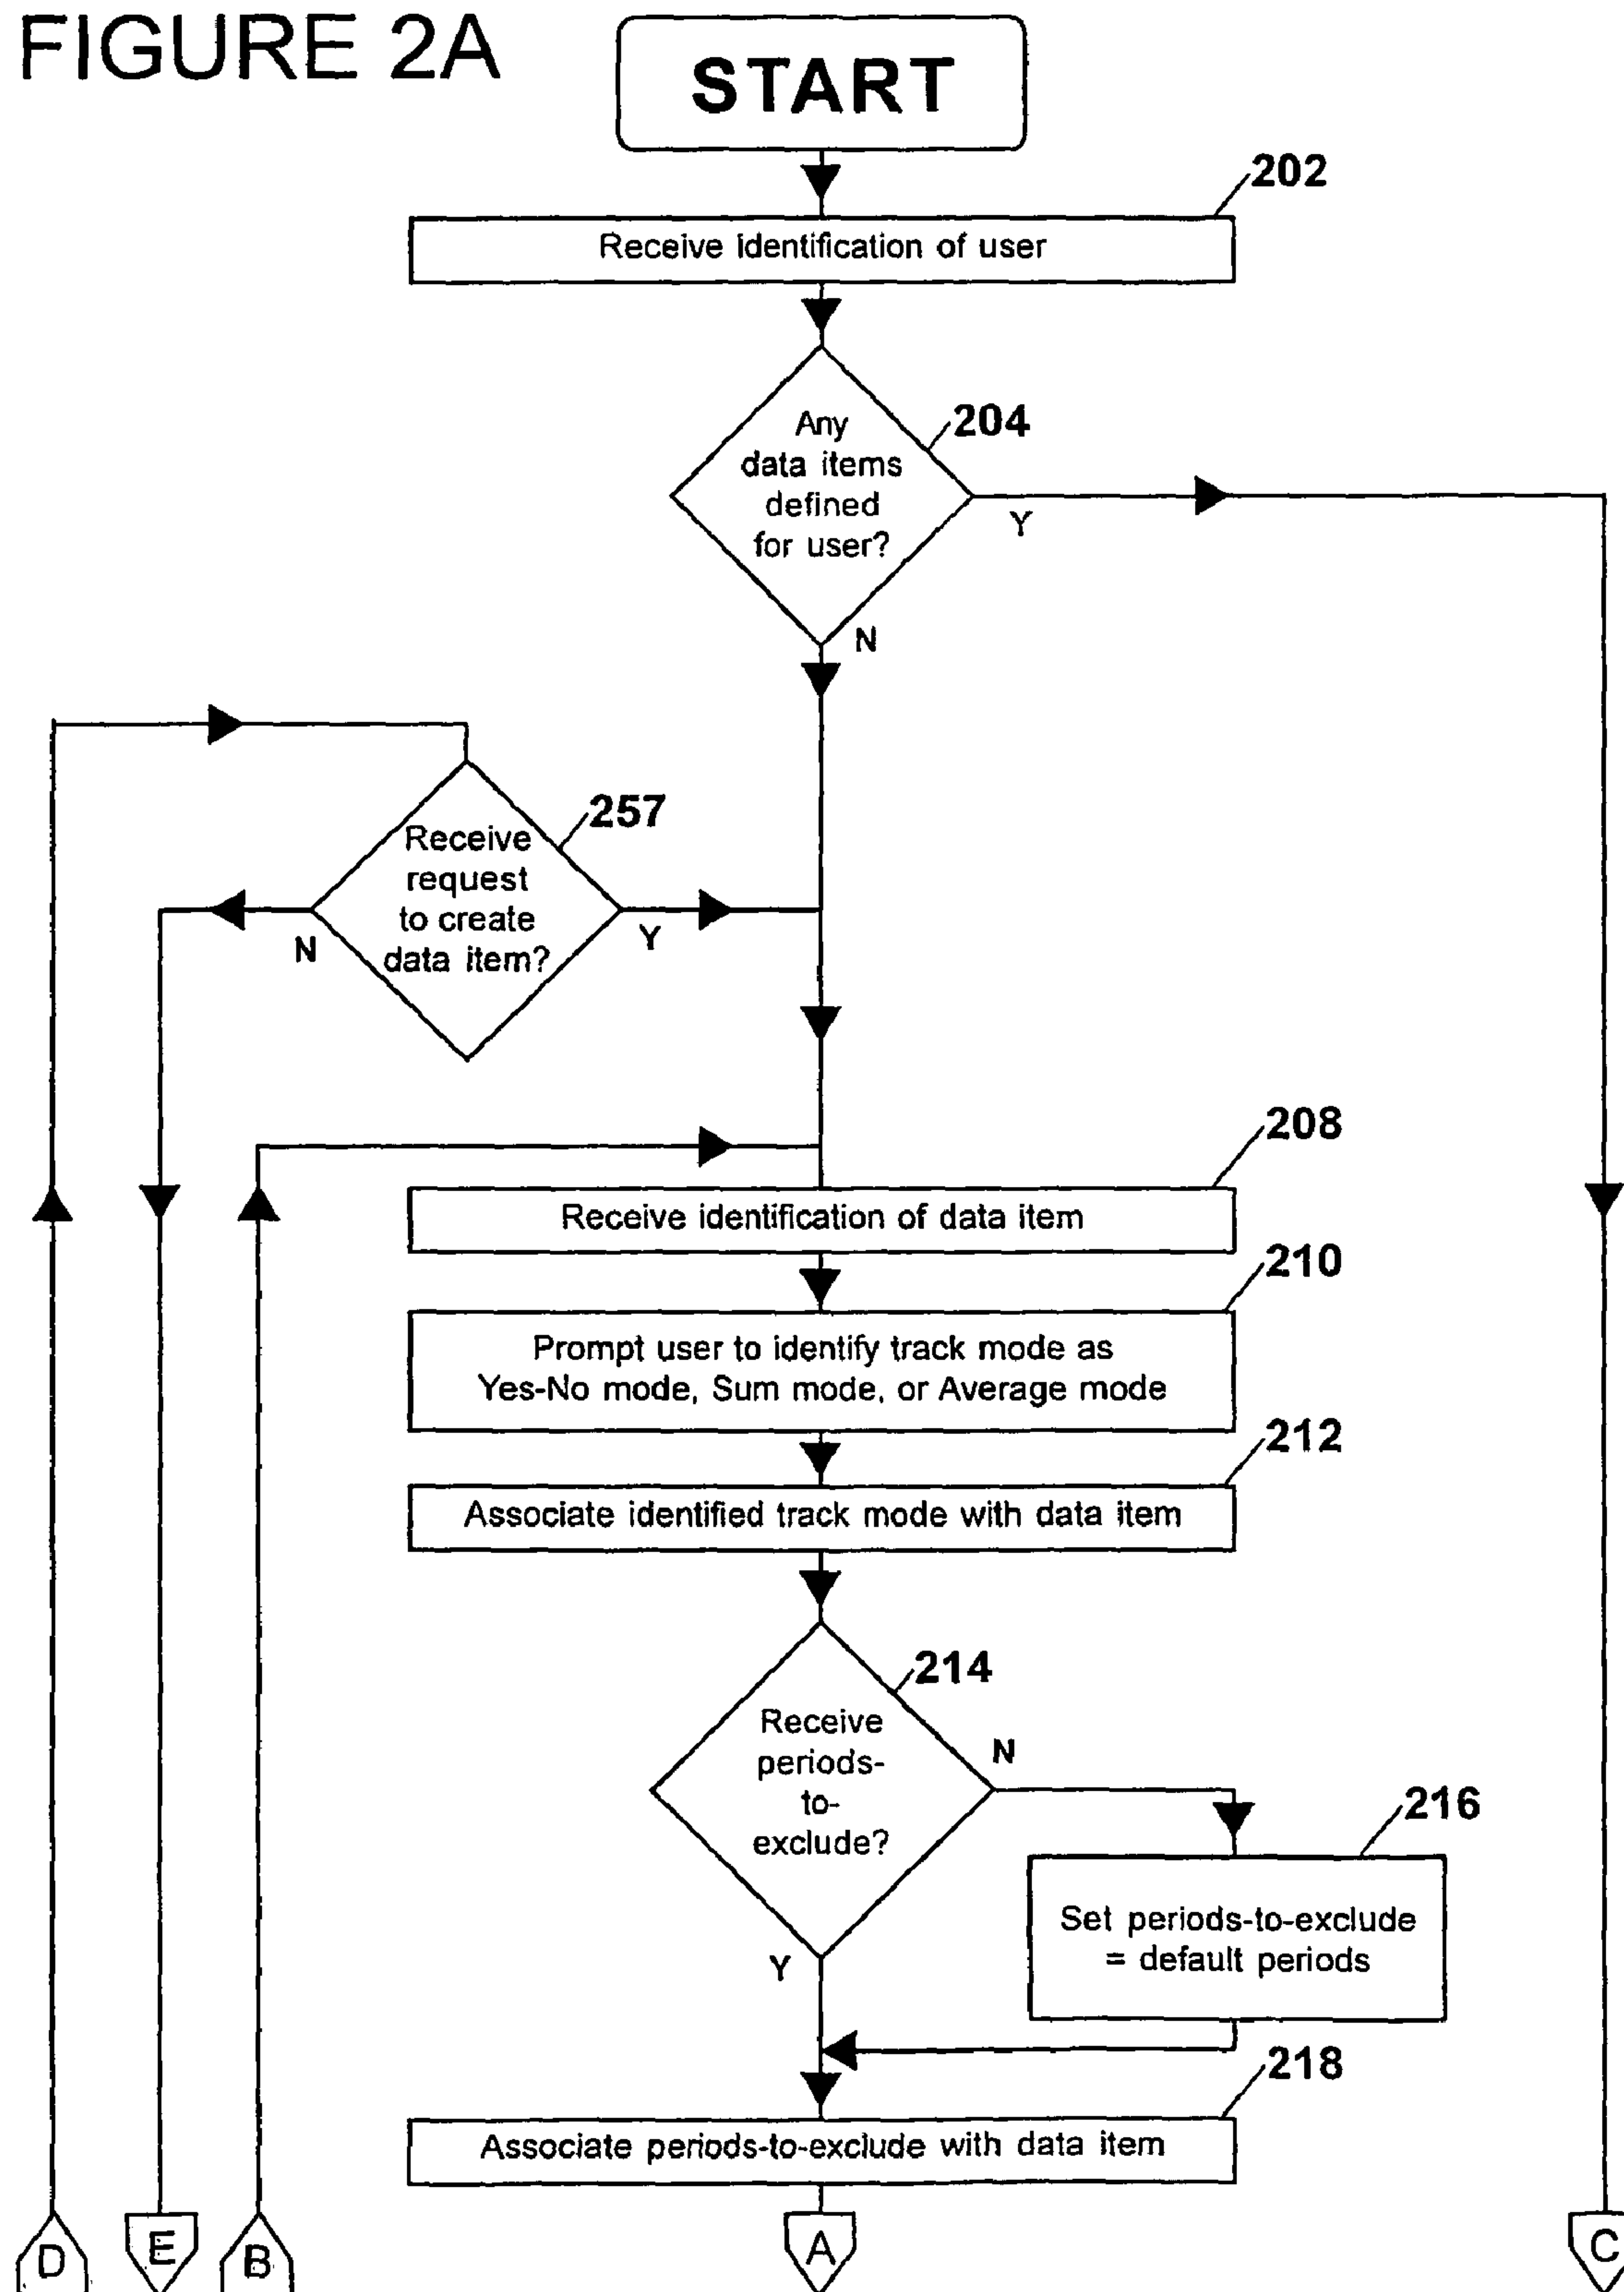 FIGURE 2A
START
202
Receive identification of user
204
Any
data items
defined
for user?
Y
N
257
Receive
request
to create
data item?
N
Y
208
Receive identification of data item
210
Prompt user to identify track mode as
Yes-No mode, Sum mode, or Average mode
212
Associate identified track mode with data item
214
Receive
periods-
to-
exclude?
N
216
Set periods-to-exclude
= default periods
Y
218
Associate periods-to-exclude with data item
D
E
B
A
C